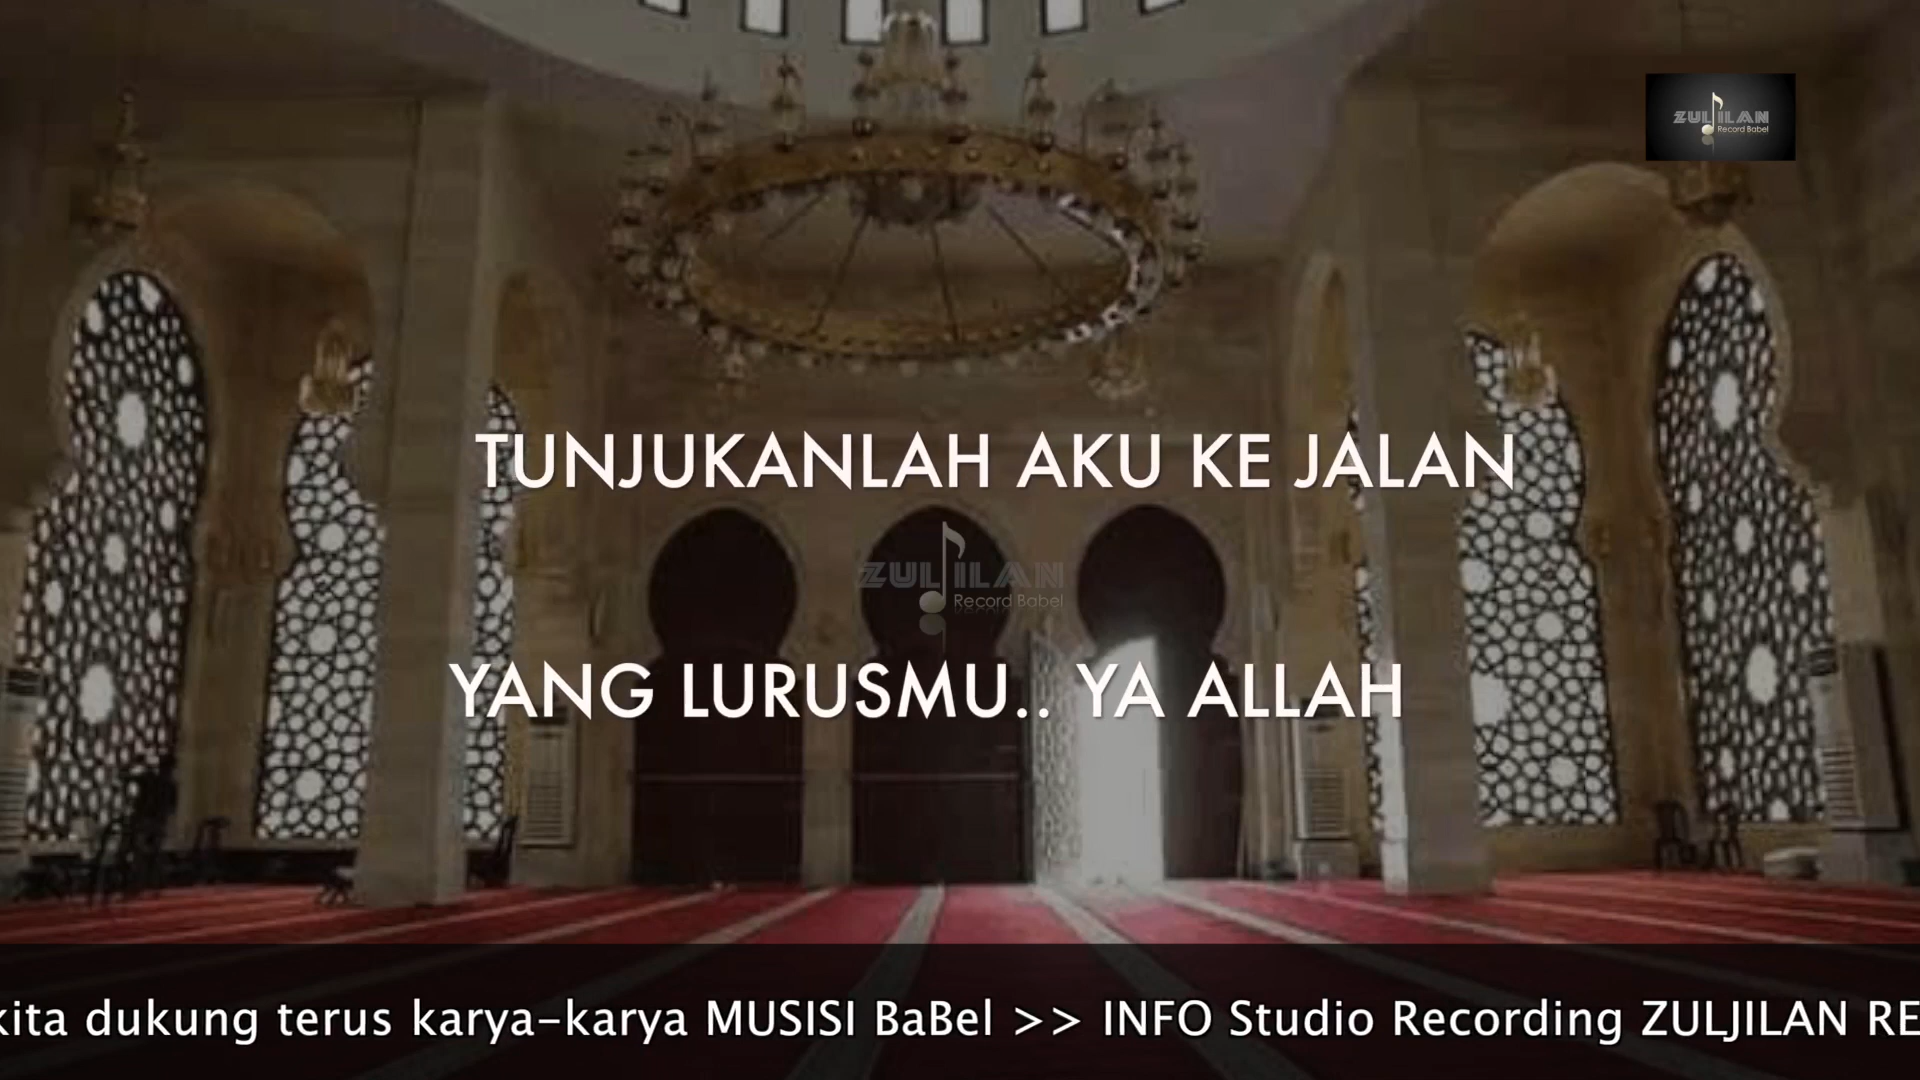 ZULJILAN
Record Babel
TUNJUKANLAH AKU KE JALAN
ZULJILAN
Record Babel
YANG LURUSMU.. YA ALLAH
kita dukung terus karya-karya MUSISI BaBel >> INFO Studio Recording ZULJILAN RE